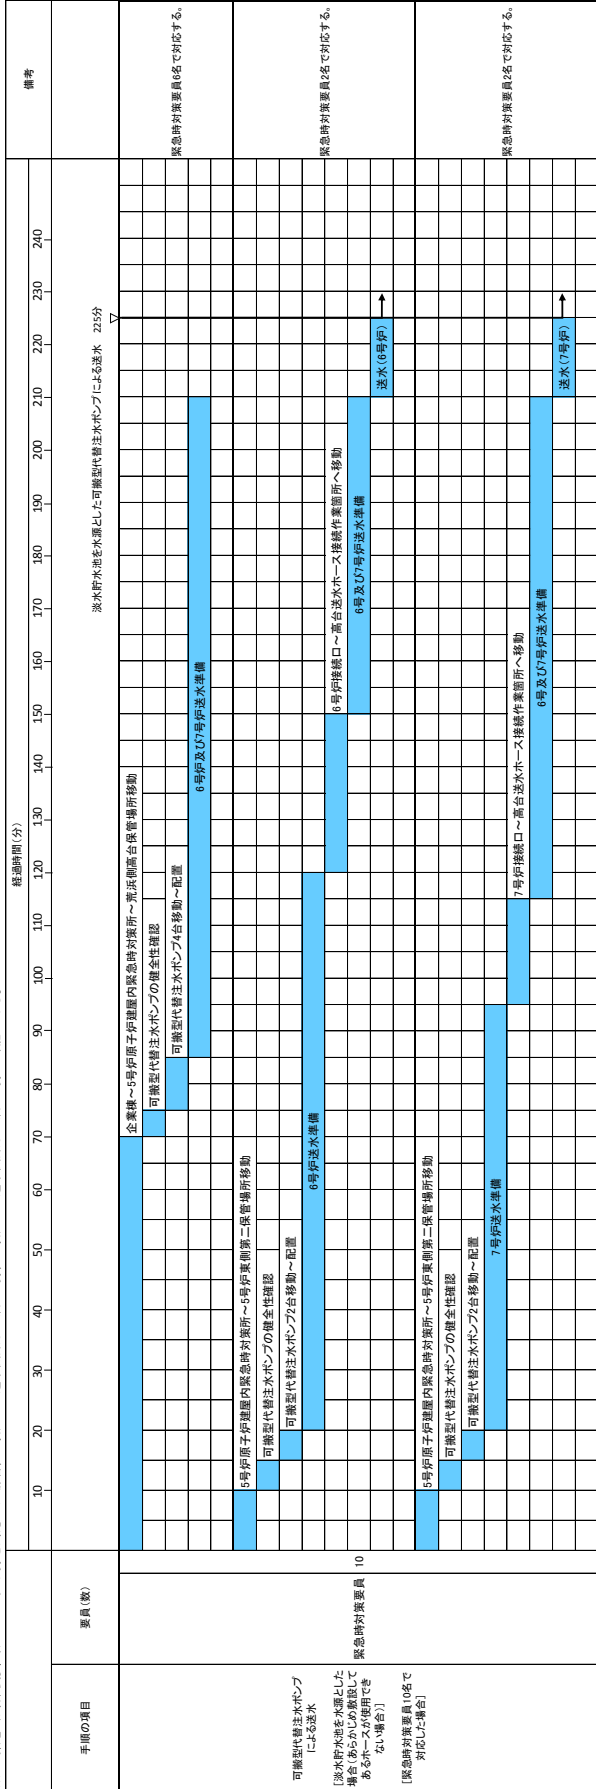 手順の項目
要員(数)
経過時間(分)
備考
10
20
30
40
50
60
70
80
90
100
110
120
130
140
150
160
170
180
190
200
210
220
230
240
淡水貯水池を水源とした可搬型代替注水ポンプによる送水 225分
可搬型代替注水ポンプ
による送水
[淡水貯水池を水源とした
場合(あらかじめ敷設して
あるホースが使用でき
ない場合)]
[緊急時対策要員10名で
対応した場合]
緊急時対策要員
10
企業棟~5号炉原子炉建屋内緊急時対策所~荒浜側高台保管場所移動
可搬型代替注水ポンプの健全性確認
可搬型代替注水ポンプ4台移動~配置
6号炉及び7号炉送水準備
緊急時対策要員6名で対応する。
5号炉原子炉建屋内緊急時対策所~5号炉東側第二保管場所移動
可搬型代替注水ポンプの健全性確認
可搬型代替注水ポンプ2台移動~配置
6号炉送水準備
6号炉接続口~高台送水ホース接続作業箇所へ移動
6号及び7号炉送水準備
送水(6号炉)
緊急時対策要員2名で対応する。
5号炉原子炉建屋内緊急時対策所~5号炉東側第二保管場所移動
可搬型代替注水ポンプの健全性確認
可搬型代替注水ポンプ2台移動~配置
7号炉送水準備
7号炉接続口~高台送水ホース接続作業箇所へ移動
6号及び7号炉送水準備
送水(7号炉)
緊急時対策要員2名で対応する。